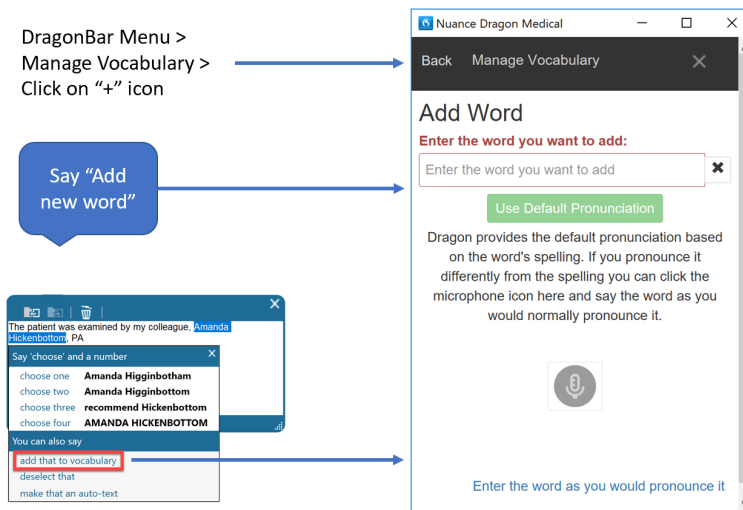 DragonBar Menu >
Manage Vocabulary >
Click on “+” icon
Say “Add
new word”
The patient was examined by my colleague, Amanda
Hickenbottom, PA
Say 'choose' and a number
choose one Amanda Higginbotham
choose two Amanda Higginbottom
choose three recommend Hickenbottom
choose four AMANDA HICKENBOTTOM
You can also say
add that to vocabulary
deselect that
make that an auto-text
Nuance Dragon Medical
Back Manage Vocabulary
Add Word
Enter the word you want to add:
Enter the word you want to add
Use Default Pronunciation
Dragon provides the default pronunciation based
on the word's spelling. If you pronounce it
differently from the spelling you can click the
microphone icon here and say the word as you
would normally pronounce it.
Enter the word as you would pronounce it